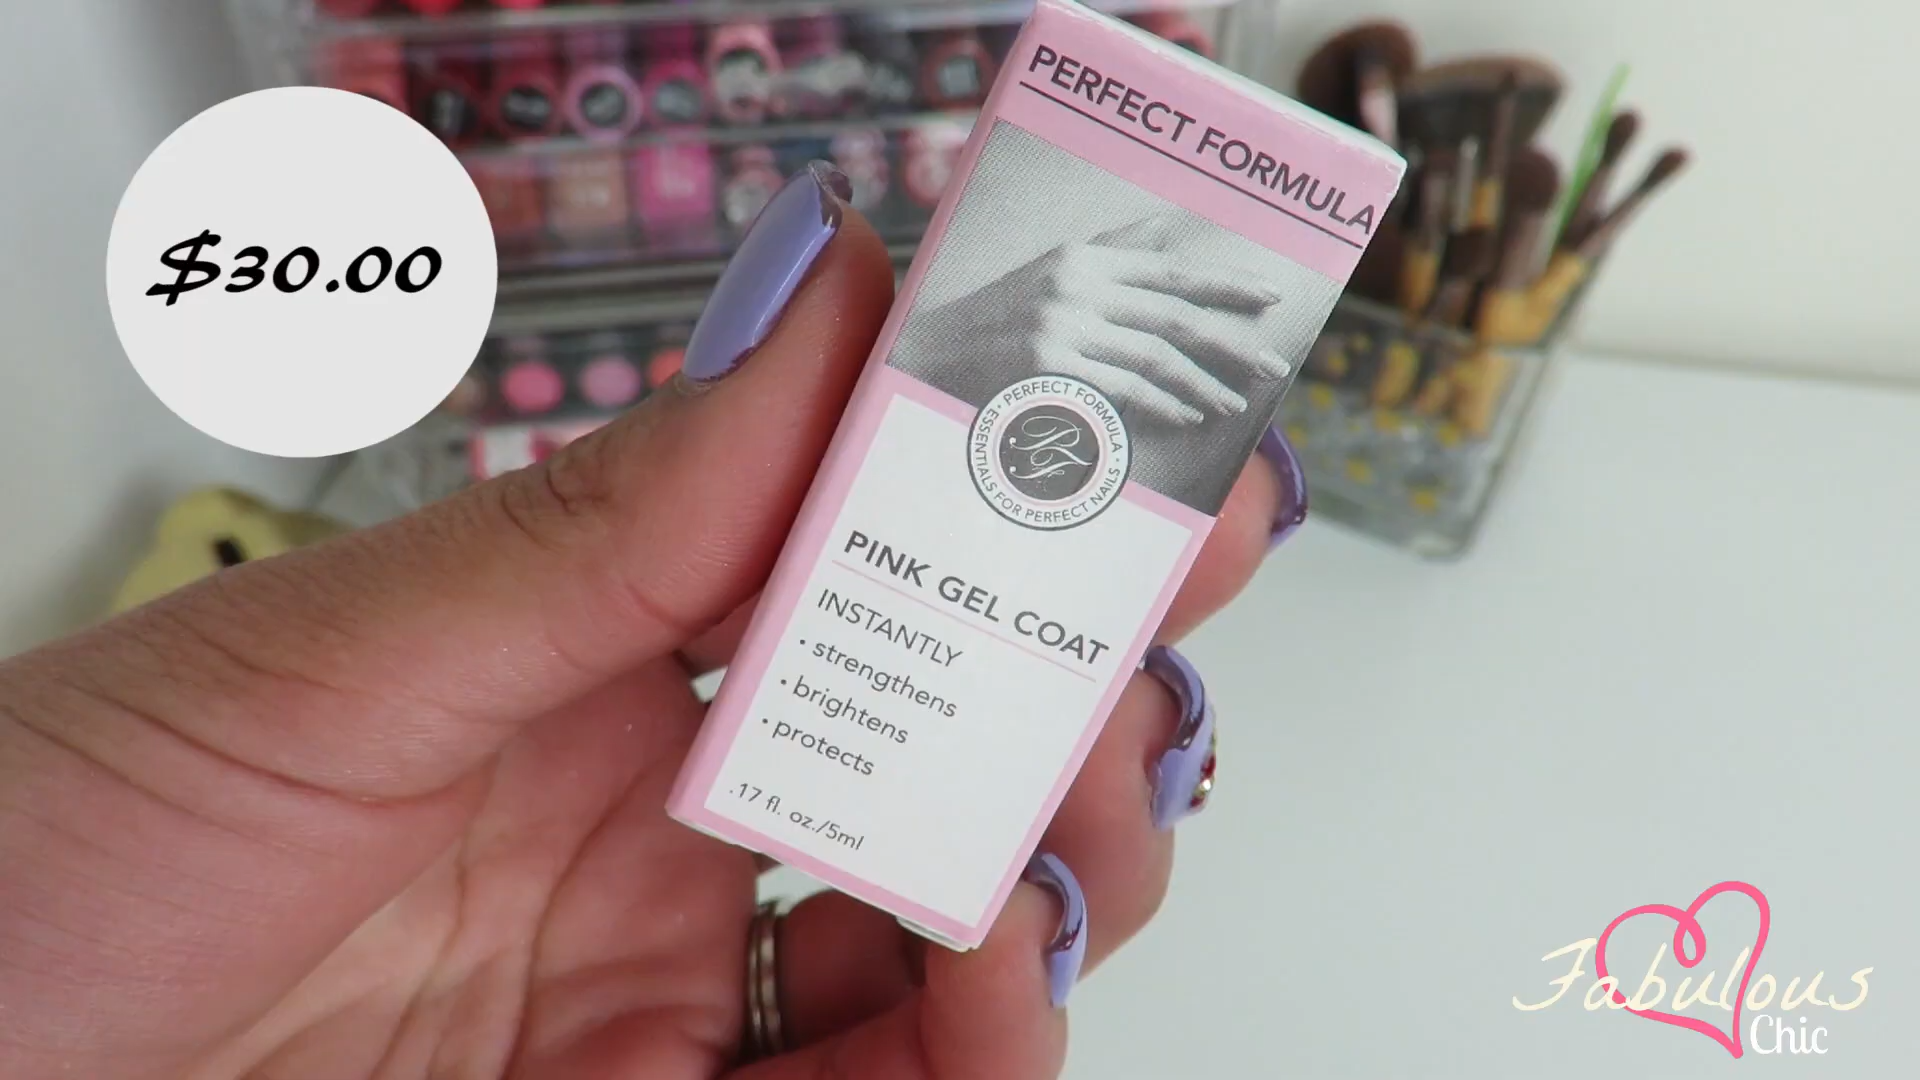 $30.00
PERFECT FORMULA
PERFECT FORMULA •
ESSENTIALS FOR PERFECT NAILS •
PF
PINK GEL COAT
INSTANTLY
• strengthens
• brightens
• protects
.17 fl. oz./5ml
Fabulous
Chic